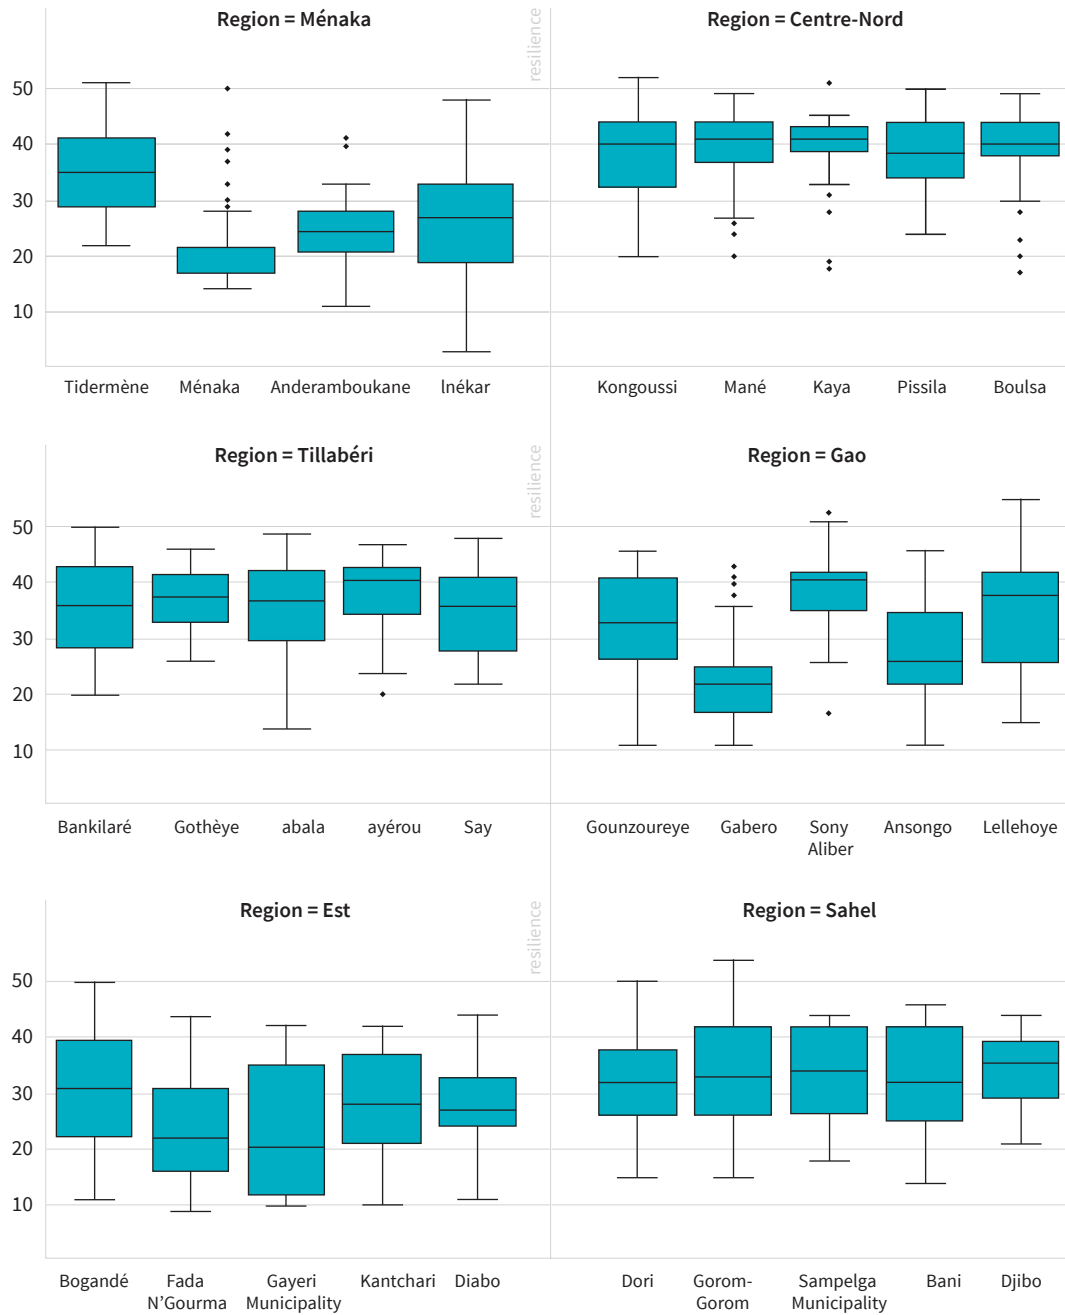 Region = Ménaka
Region = Centre-Nord
resilience
50
40
30
20
10
Tidermène Ménaka Anderamboukane lnékar
Kongoussi Mané Kaya Pissila Boulsa
Region = Tillabéri
Region = Gao
resilience
50
40
30
20
10
Bankilaré Gothèye abala ayérou Say
Gounzoureye Gabero Sony Aliber Ansongo Lellehoye
Region = Est
Region = Sahel
resilience
50
40
30
20
10
Bogandé Fada Gayeri Kantchari Diabo
N'Gourma Municipality
Dori Gorom- Sampelga Bani Djibo
Gorom Municipality